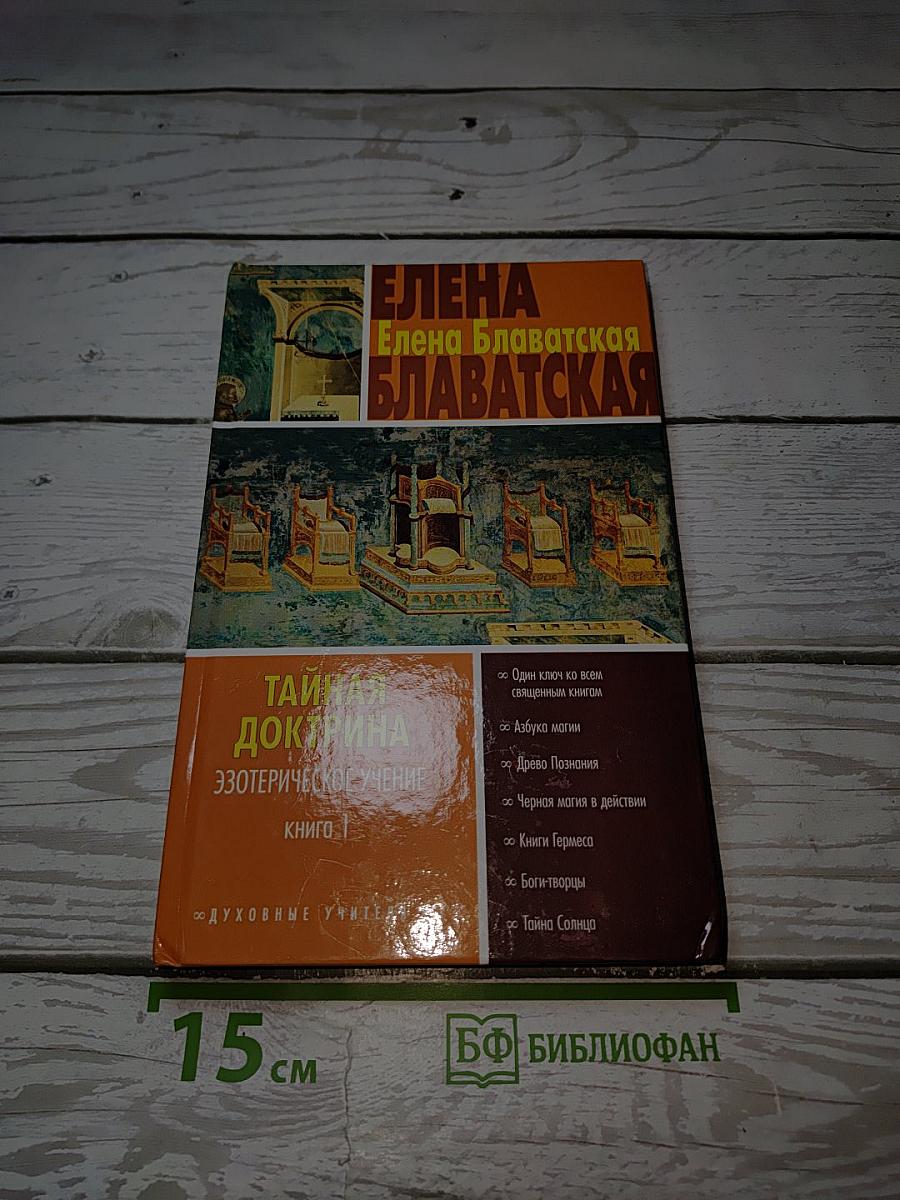 ЕЛЕНА
Елена Блаватская
БЛАВАТСКАЯ
ТАЙНАЯ
ДОКТРИНА
ЭЗОТЕРИЧЕСКОЕ УЧЕНИЕ
книга 1
∞ДУХОВНЫЕ УЧИТЕЛИ
∞ Один ключ ко всем
священным книгам
∞ Азбука магии
∞ Древо Познания
∞ Черная магия в действии
∞ Книги Гермеса
∞ Боги-творцы
∞ Тайна Солнца
15 см
БФ БИБЛИОФАН